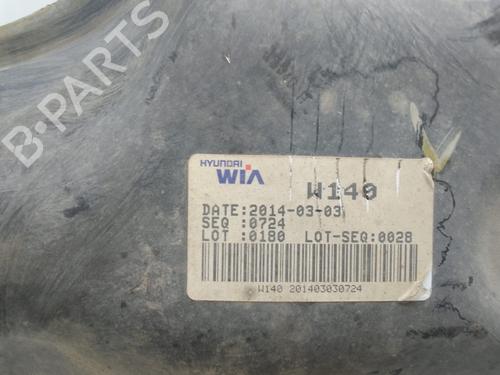 B-PARTS
HYUNDAI
WIA
W140
DATE:2014-03-03
SEQ :0724
LOT :0180 LOT-SEQ:0028
W140 201403030724